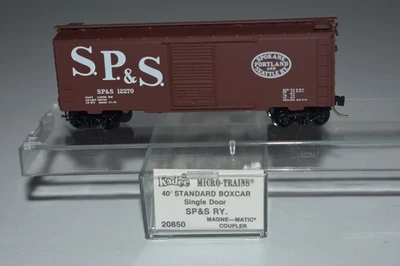 S.P.&S.
SP&S 12270
SPOKANE
PORTLAND
AND
SEATTLE RY.
Kadee MICRO-TRAINS®
40' STANDARD BOXCAR
Single Door
SP&S RY.
20850
MAGNE-MATIC®
COUPLER